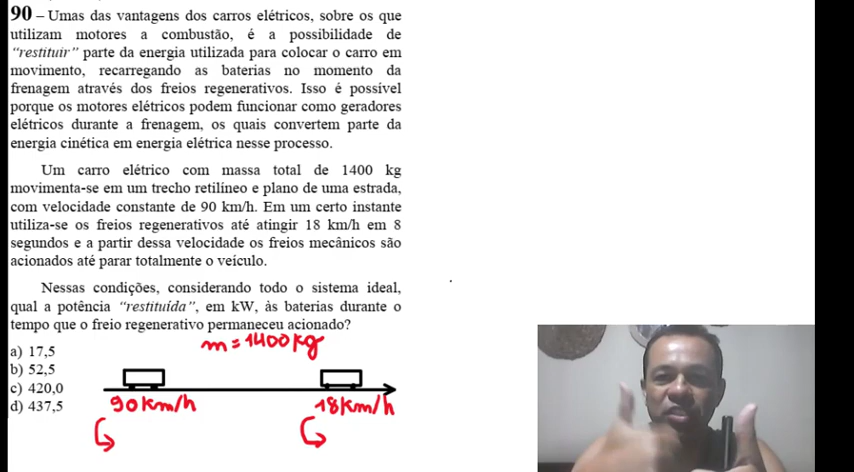 90 – Umas das vantagens dos carros elétricos, sobre os que
utilizam motores a combustão, é a possibilidade de
“restituir” parte da energia utilizada para colocar o carro em
movimento, recarregando as baterias no momento da
frenagem através dos freios regenerativos. Isso é possível
porque os motores elétricos podem funcionar como geradores
elétricos durante a frenagem, os quais convertem parte da
energia cinética em energia elétrica nesse processo.
Um carro elétrico com massa total de 1400 kg
movimenta-se em um trecho retilíneo e plano de uma estrada,
com velocidade constante de 90 km/h. Em um certo instante
utiliza-se os freios regenerativos até atingir 18 km/h em 8
segundos e a partir dessa velocidade os freios mecânicos são
acionados até parar totalmente o veículo.
Nessas condições, considerando todo o sistema ideal,
qual a potência “restituída”, em kW, às baterias durante o
tempo que o freio regenerativo permaneceu acionado?
m = 1400 kg
a) 17,5
b) 52,5
c) 420,0
d) 437,5
90 km/h 18 km/h